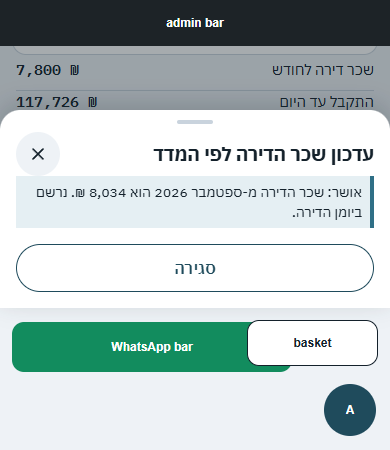 admin bar
שכר דירה לחודש 7,800 ₪
התקבל עד היום 117,726 ₪
עדכון שכר הדירה לפי המדד
אושר: שכר הדירה מ-ספטמבר 2026 הוא 8,034 ₪. נרשם
ביומן הדירה.
סגירה
WhatsApp bar
basket
A